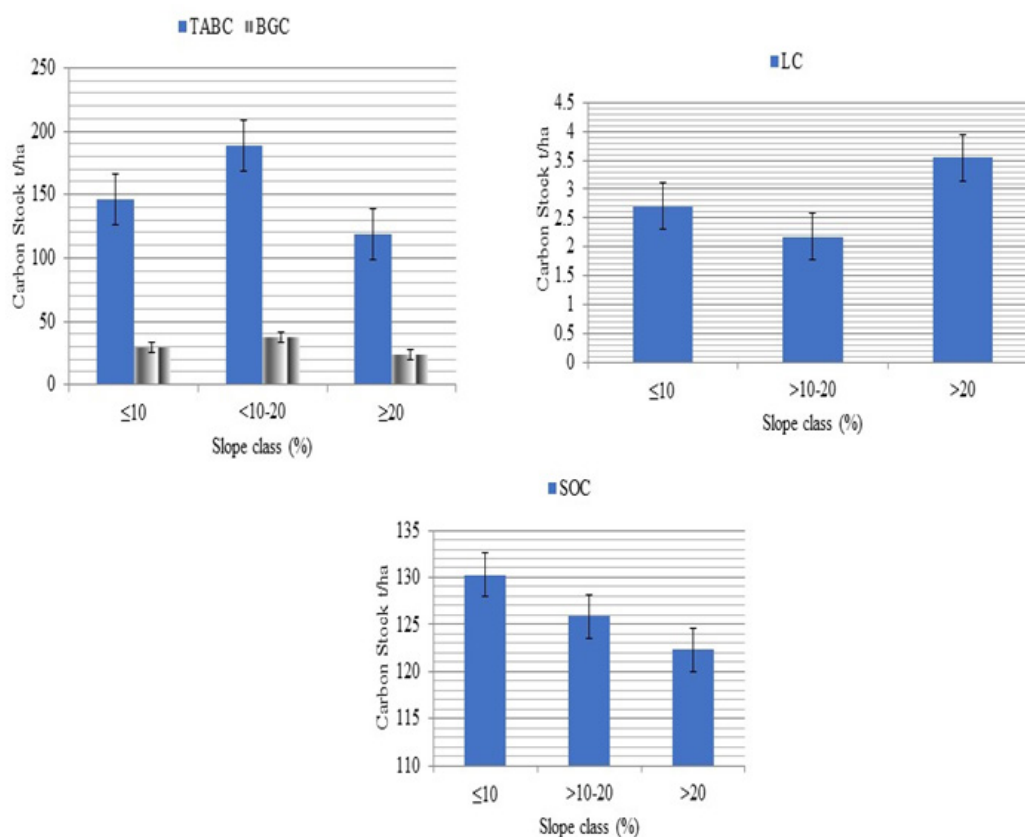 TABC BGC
Carbon Stock t/ha
250
200
150
100
50
0
≤10 <10-20 ≥20
Slope class (%)
LC
Carbon Stock t/ha
4.5
4
3.5
3
2.5
2
1.5
1
0.5
0
≤10 >10-20 >20
Slope class (%)
SOC
Carbon Stock t/ha
135
130
125
120
115
110
≤10 >10-20 >20
Slope class (%)